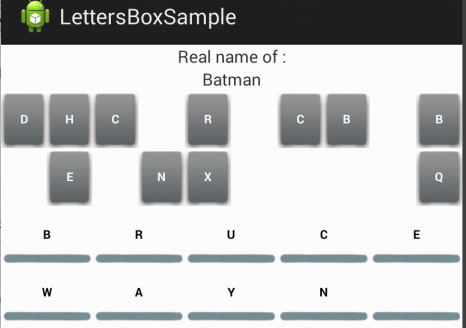 LettersBoxSample
Real name of :
Batman
D H C R C B B
E N X Q
B R U C E
W A Y N